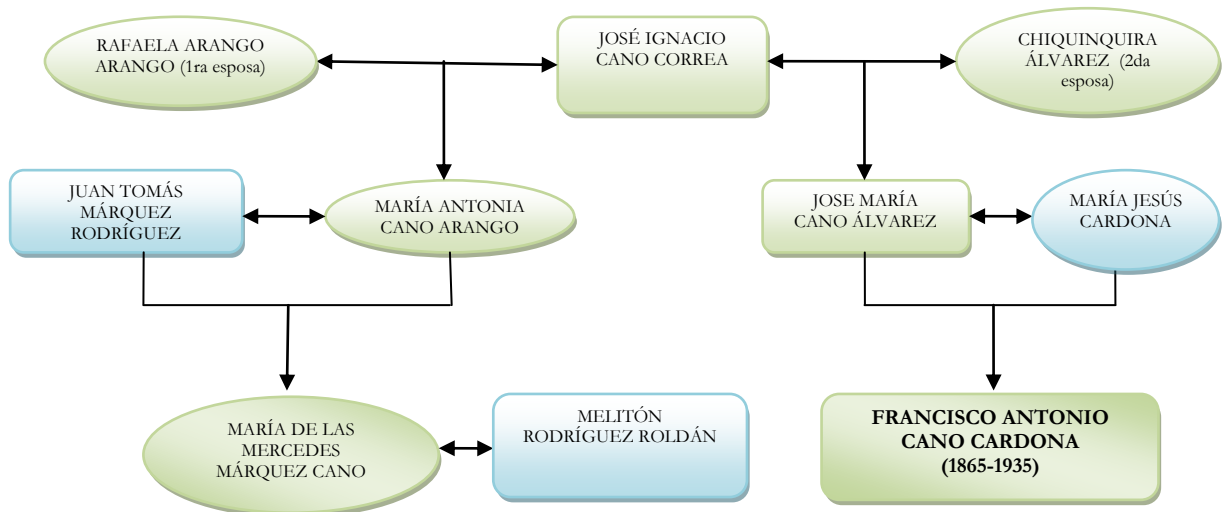 RAFAELA ARANGO
ARANGO (1ra esposa)
JOSÉ IGNACIO
CANO CORREA
CHIQUINQUIRA
ÁLVAREZ (2da
esposa)
JUAN TOMÁS
MÁRQUEZ
RODRÍGUEZ
MARÍA ANTONIA
CANO ARANGO
JOSE MARÍA
CANO ÁLVAREZ
MARÍA JESÚS
CARDONA
MARÍA DE LAS
MERCEDES
MÁRQUEZ CANO
MELITÓN
RODRÍGUEZ ROLDÁN
FRANCISCO ANTONIO
CANO CARDONA
(1865-1935)